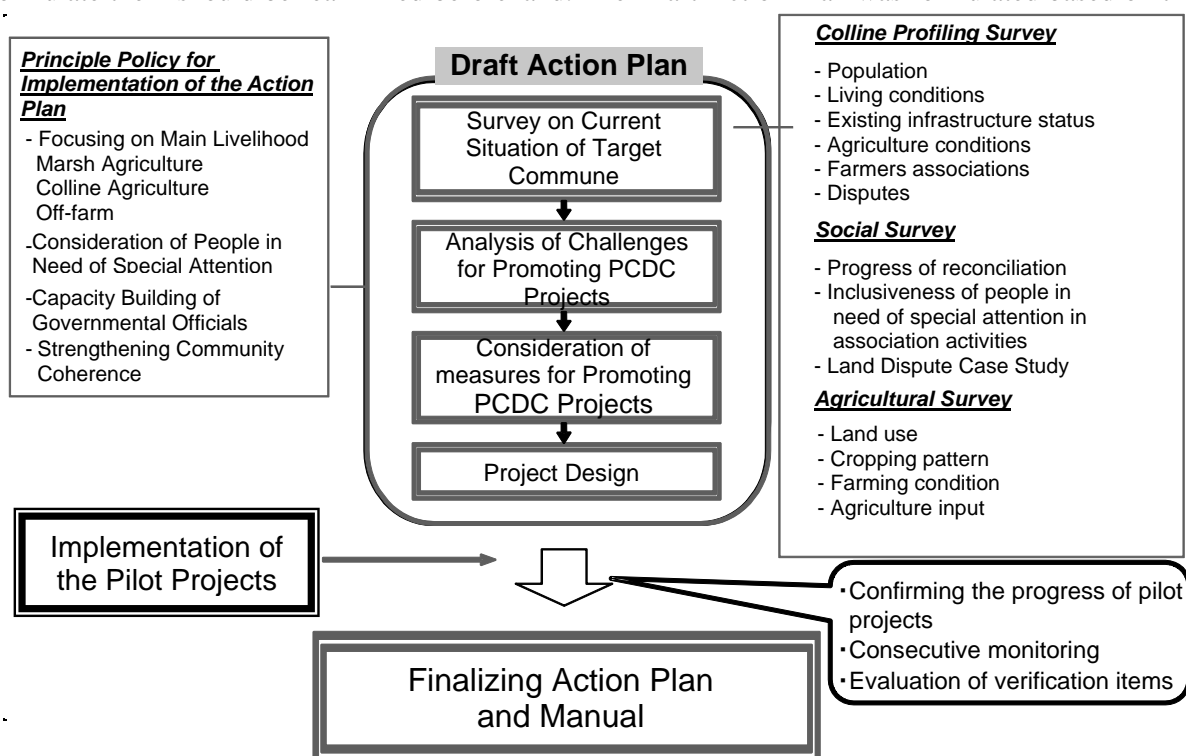 Principle Policy for
Implementation of the Action
Plan
- Focusing on Main Livelihood
Marsh Agriculture
Colline Agriculture
Off-farm
-Consideration of People in
Need of Special Attention
-Capacity Building of
Governmental Officials
- Strengthening Community
Coherence
Draft Action Plan
Survey on Current
Situation of Target
Commune
Analysis of Challenges
for Promoting PCDC
Projects
Consideration of
measures for Promoting
PCDC Projects
Project Design
Colline Profiling Survey
- Population
- Living conditions
- Existing infrastructure status
- Agriculture conditions
- Farmers associations
- Disputes
Social Survey
- Progress of reconciliation
- Inclusiveness of people in
need of special attention in
association activities
- Land Dispute Case Study
Agricultural Survey
- Land use
- Cropping pattern
- Farming condition
- Agriculture input
Implementation of
the Pilot Projects
・Confirming the progress of pilot
projects
・Consecutive monitoring
・Evaluation of verification items
Finalizing Action Plan
and Manual